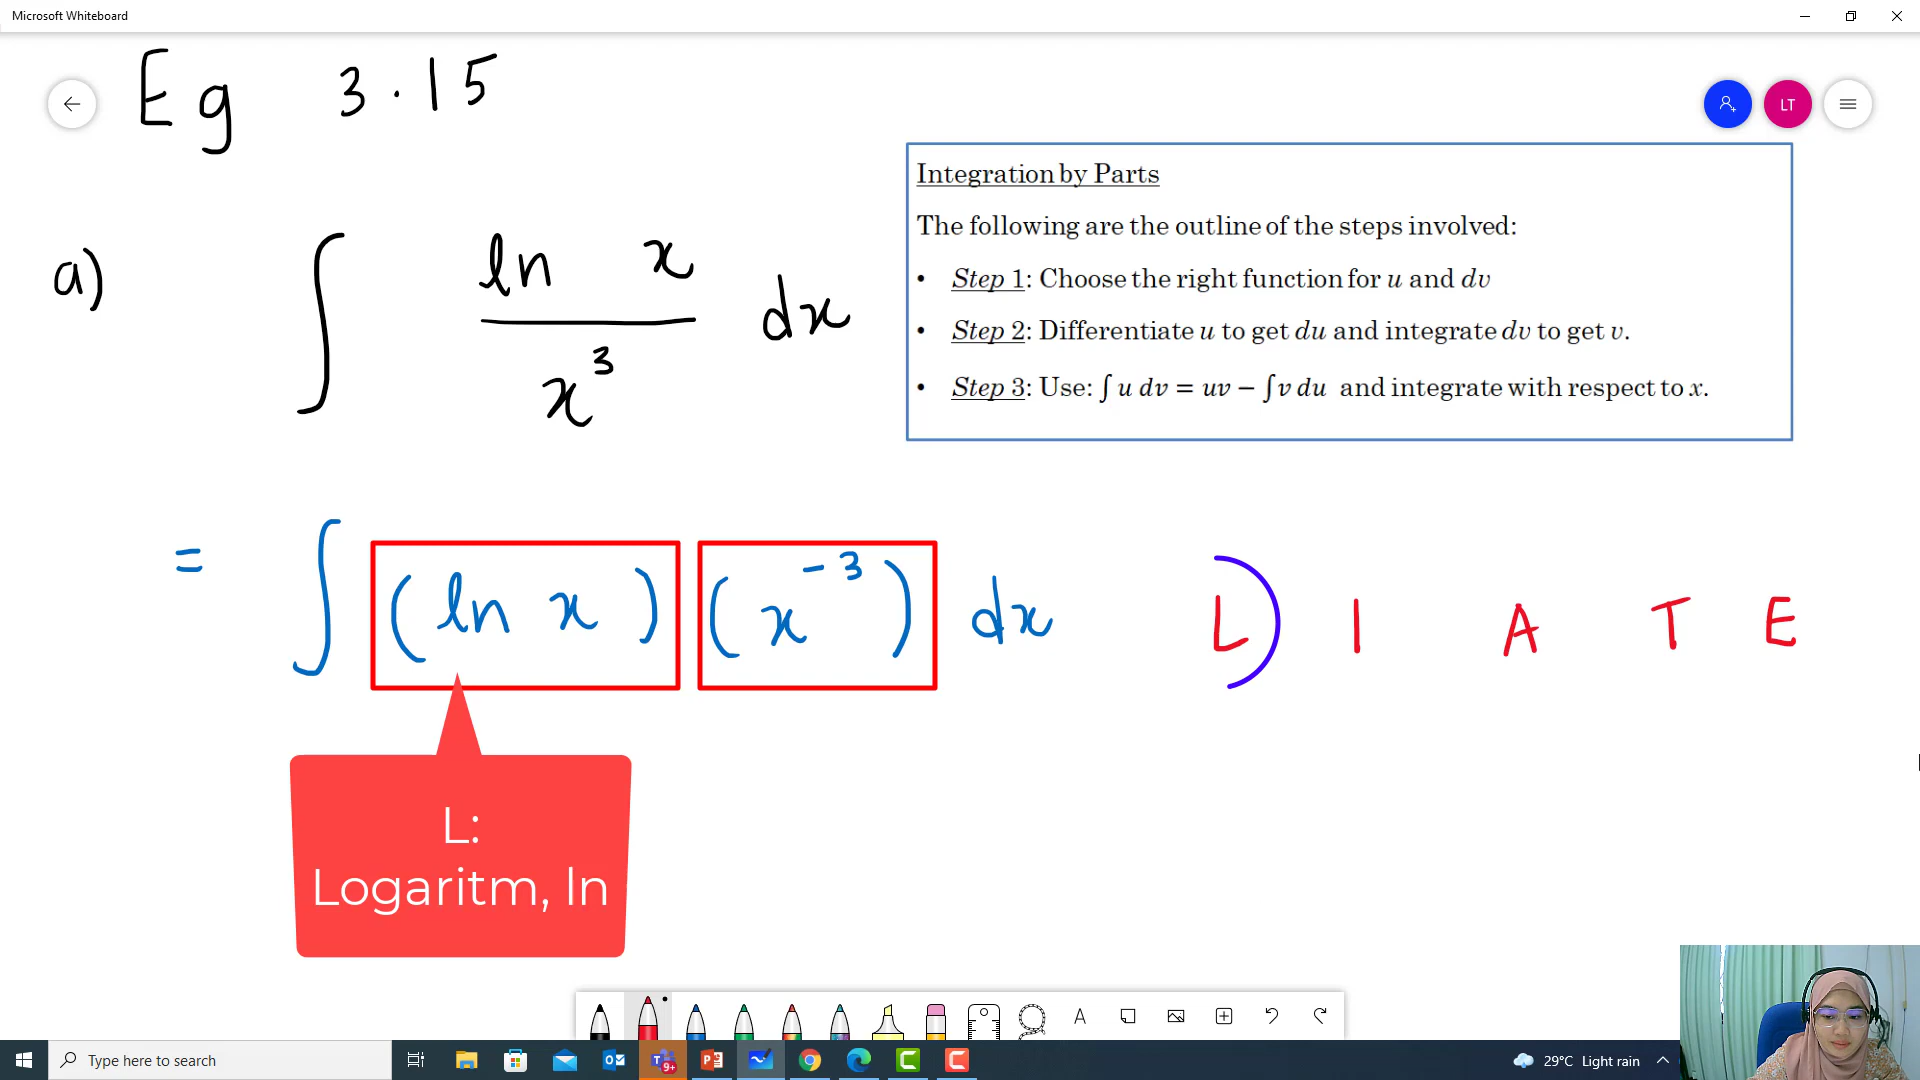 Microsoft Whiteboard
Eg 3.15
LT
Integration by Parts
The following are the outline of the steps involved:
• Step 1: Choose the right function for u and dv
• Step 2: Differentiate u to get du and integrate dv to get v.
• Step 3: Use: ∫ u dv = uv − ∫ v du and integrate with respect to x.
a) ∫ ln x / x³ dx
= ∫ (ln x) (x⁻³) dx
L) I A T E
L:
Logaritm, ln
A
Type here to search
9+
29°C Light rain